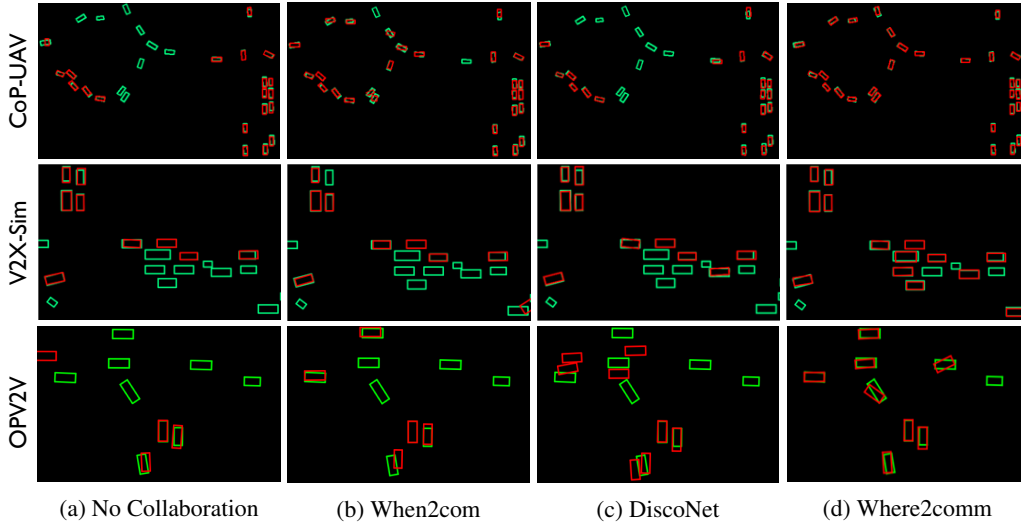 CoP-UAV
V2X-Sim
OPV2V
(a) No Collaboration
(b) When2com
(c) DiscoNet
(d) Where2comm